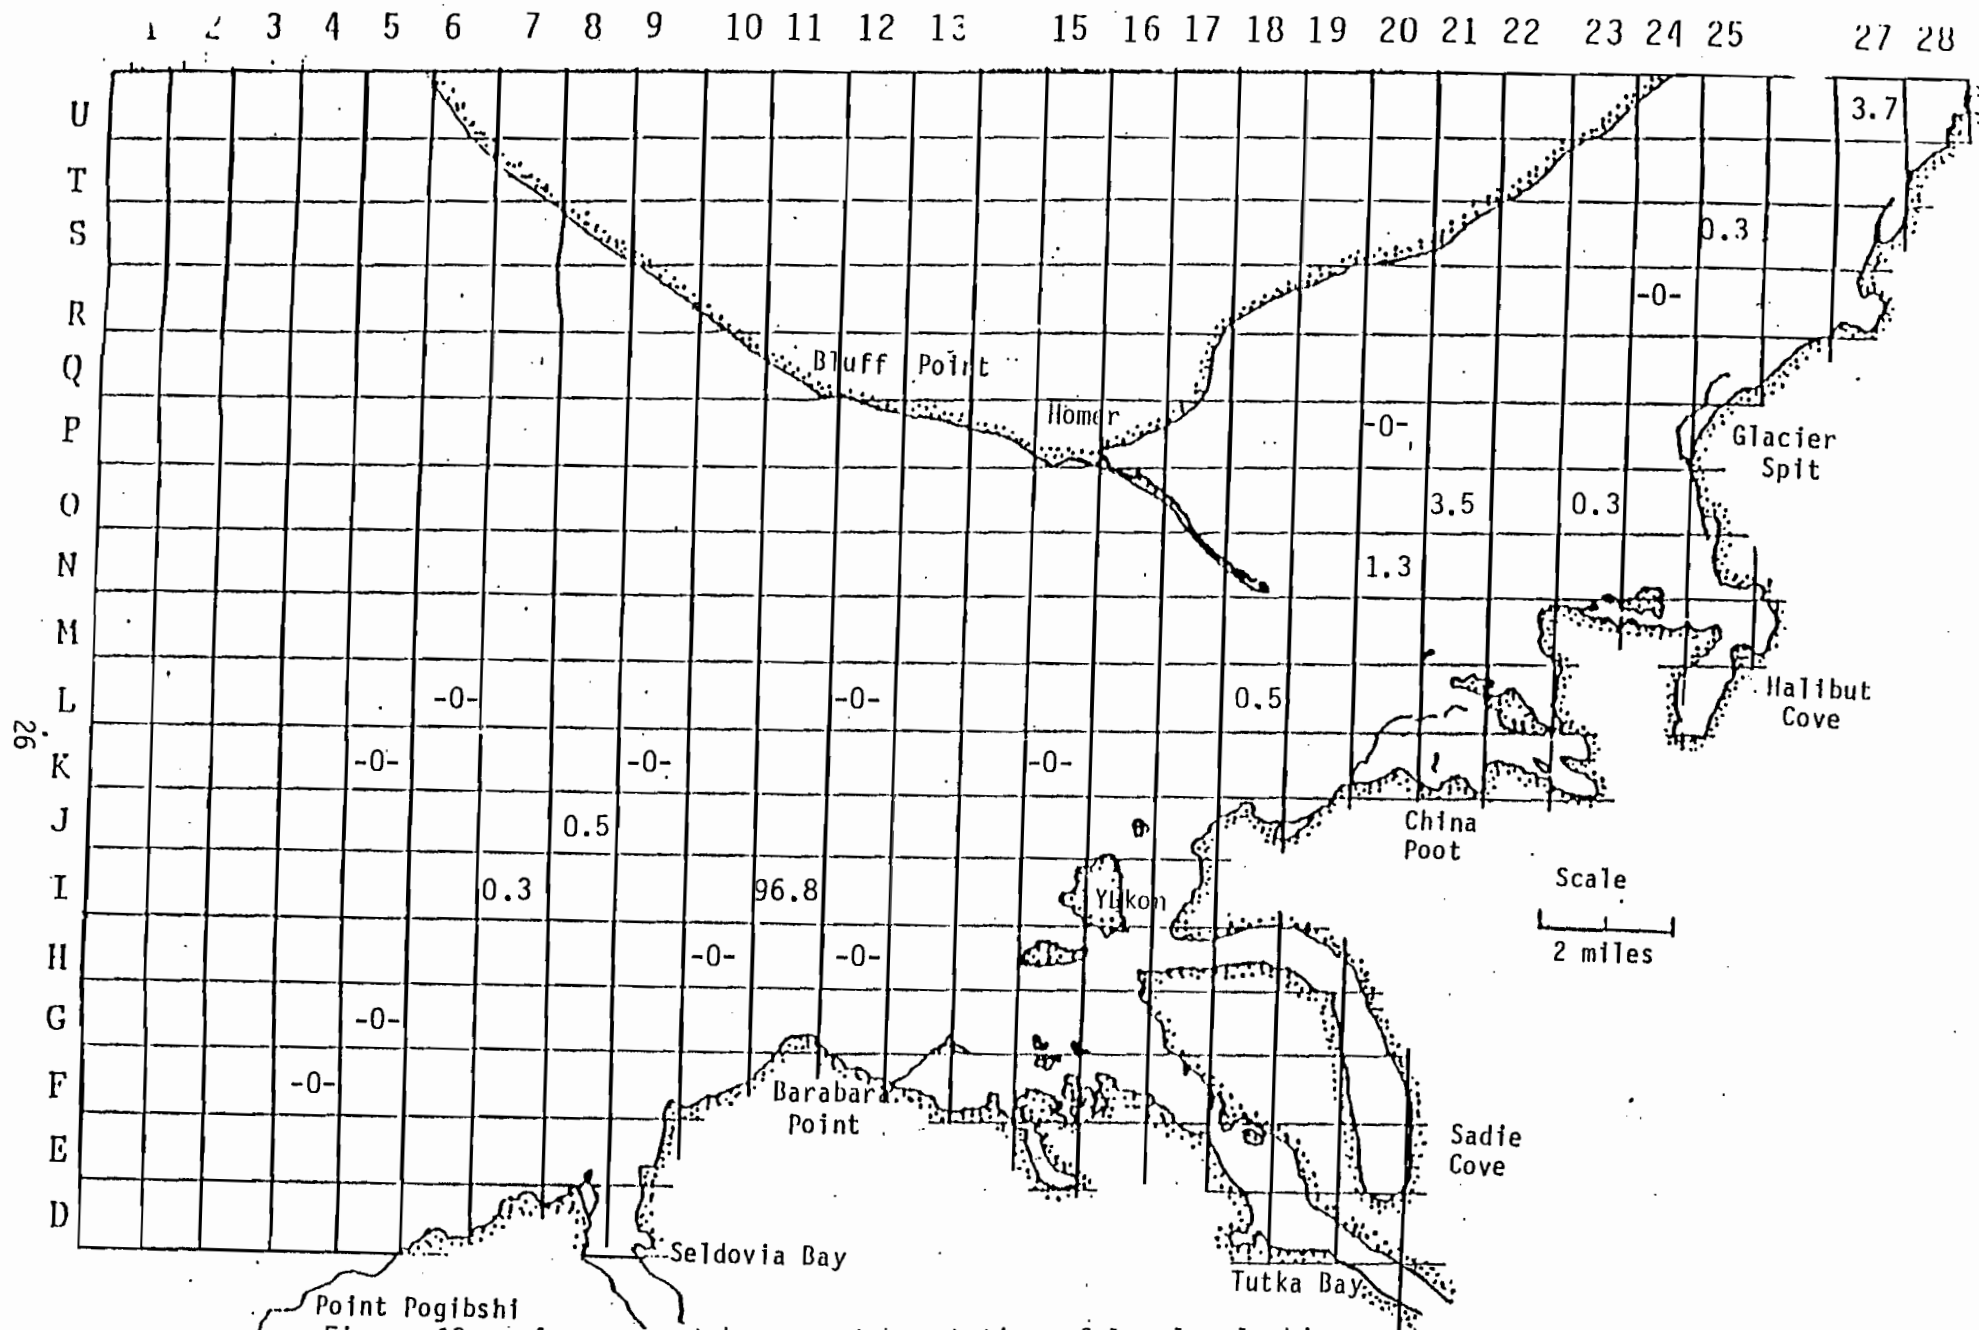 1 2 3 4 5 6 7 8 9 10 11 12 13 15 16 17 18 19 20 21 22 23 24 25 27 28
U 3.7
T
S 0.3
R -0-
Q Bluff Point
Homer
P -0-
Glacier
Spit
O 3.5 0.3
N 1.3
M
L -0- -0- 0.5
Halibut
Cove
26
K -0- -0- -0-
J 0.5
China
Poot
Scale
I 0.3 96.8 Yukon
2 miles
H -0- -0-
G -0-
F -0-
Barabara
Point
E
Sadie
Cove
D
Seldovia Bay
Tutka Bay
Point Pogibshi